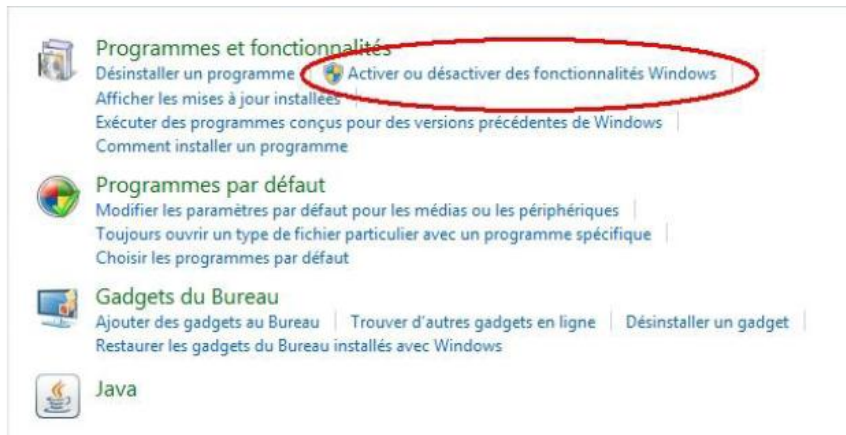 Programmes et fonctionnalités
Désinstaller un programme | Activer ou désactiver des fonctionnalités Windows |
Afficher les mises à jour installées |
Exécuter des programmes conçus pour des versions précédentes de Windows |
Comment installer un programme
Programmes par défaut
Modifier les paramètres par défaut pour les médias ou les périphériques |
Toujours ouvrir un type de fichier particulier avec un programme spécifique |
Choisir les programmes par défaut
Gadgets du Bureau
Ajouter des gadgets au Bureau | Trouver d'autres gadgets en ligne | Désinstaller un gadget |
Restaurer les gadgets du Bureau installés avec Windows
Java